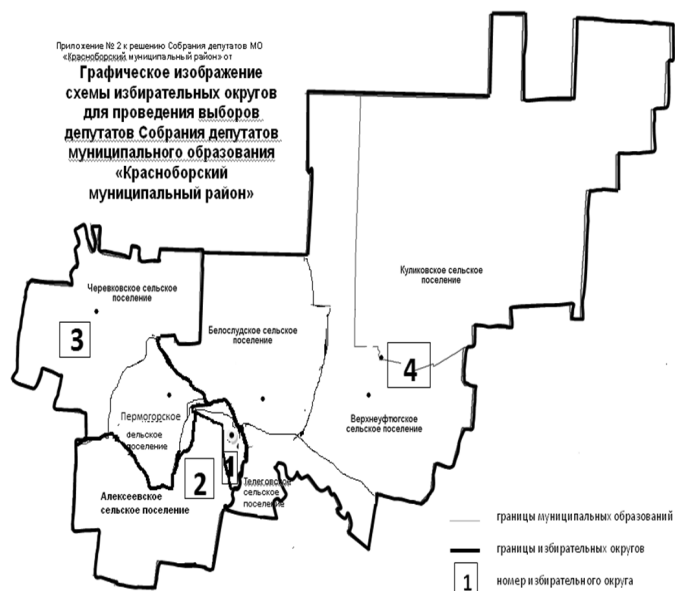 Приложение № 2 к решению Собрания депутатов МО
«Красноборский муниципальный район» от
Графическое изображение
схемы избирательных округов
для проведения выборов
депутатов Собрания депутатов
муниципального образования
«Красноборский
муниципальный район»
Куликовское сельское
поселение
Черевковское сельское
поселение
Белослудское сельское
поселение
3
4
Пермогорское
сельское
поселение
Верхнеуфтюгское
сельское поселение
1
2
Телеговское
сельское
поселение
Алексеевское
сельское поселение
границы муниципальных образований
границы избирательных округов
1
номер избирательного округа